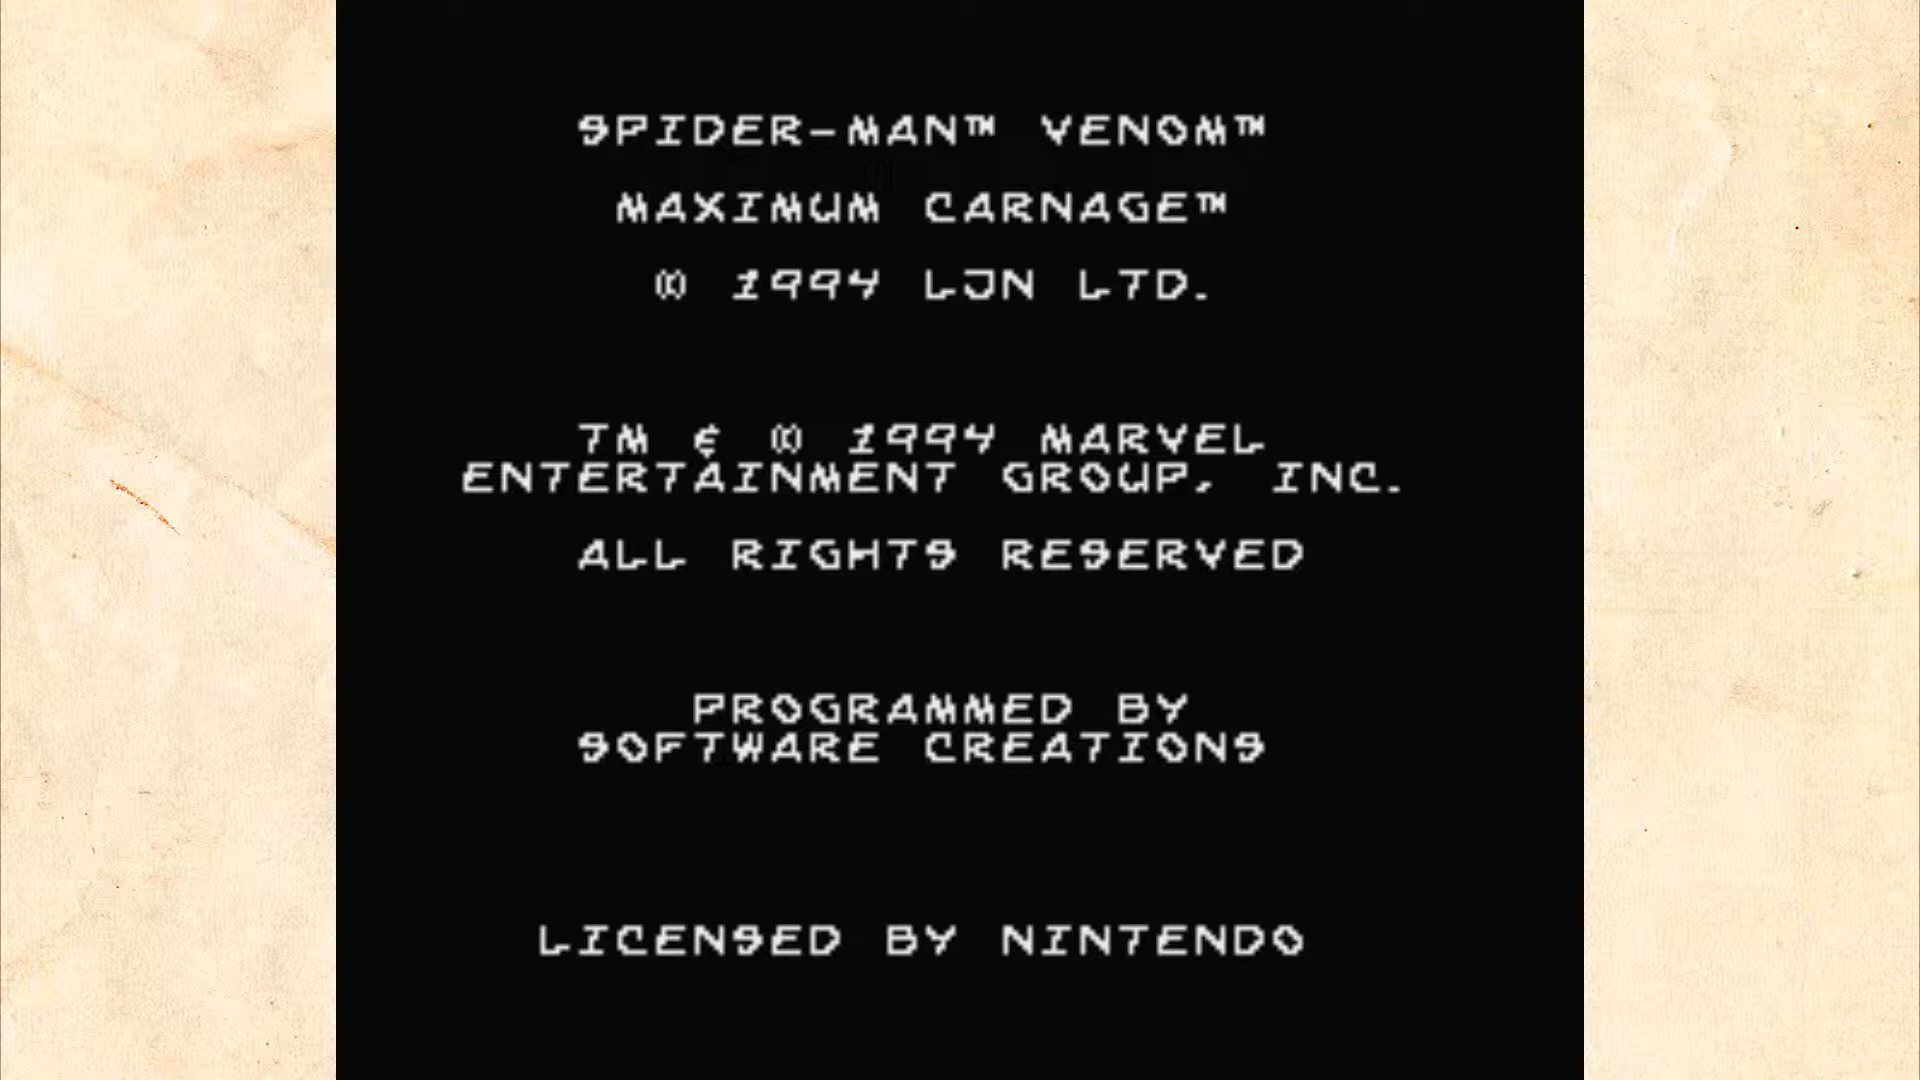 SPIDER-MAN™ VENOM™
MAXIMUM CARNAGE™
© 1994 LJN LTD.
TM & © 1994 MARVEL
ENTERTAINMENT GROUP, INC.
ALL RIGHTS RESERVED
PROGRAMMED BY
SOFTWARE CREATIONS
LICENSED BY NINTENDO